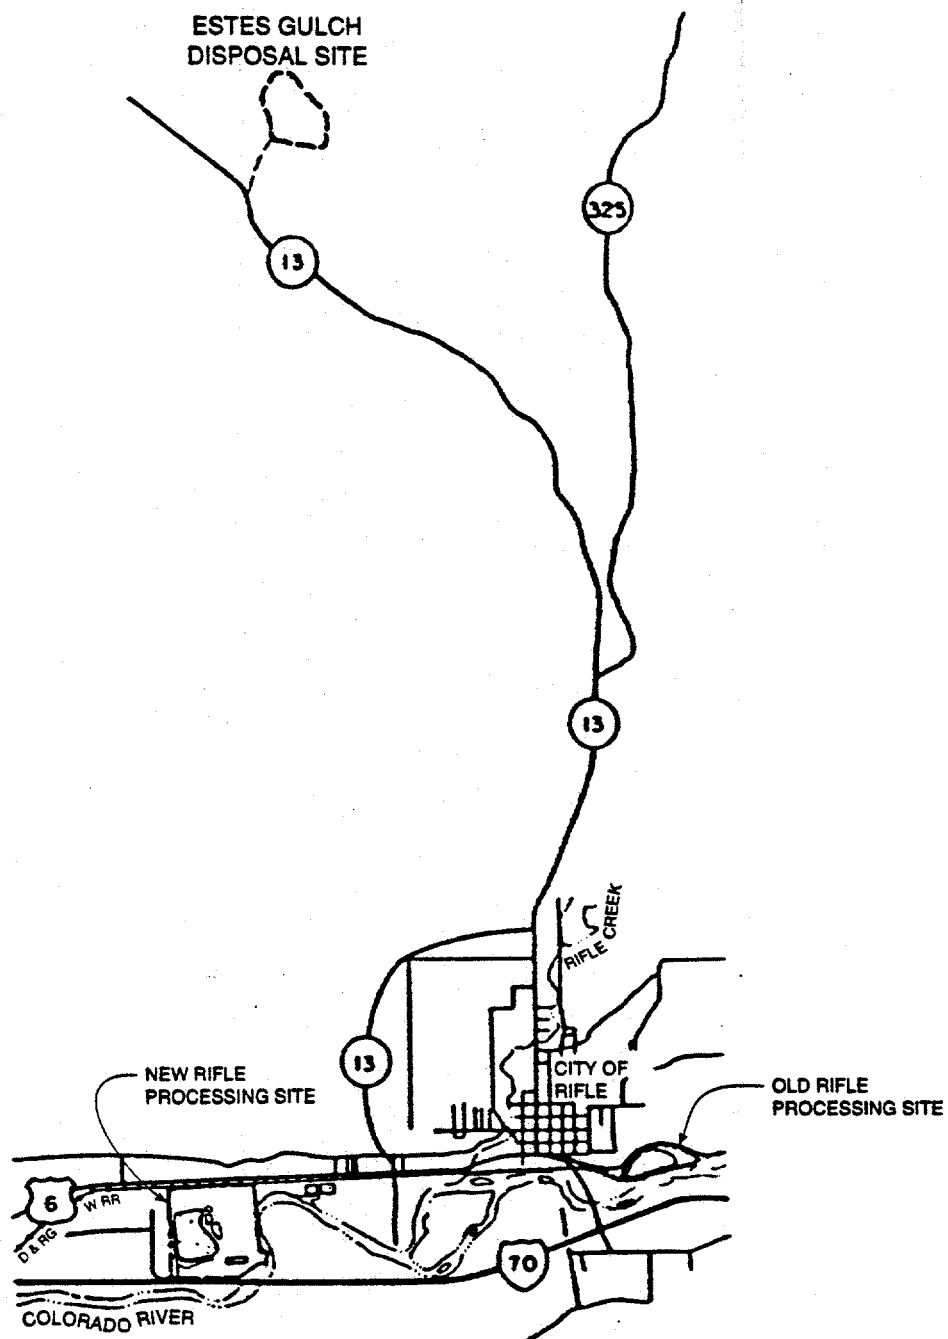 ESTES GULCH
DISPOSAL SITE
325
13
13
RIFLE CREEK
13
CITY OF
RIFLE
NEW RIFLE
PROCESSING SITE
OLD RIFLE
PROCESSING SITE
6
D & RG W RR
70
COLORADO RIVER